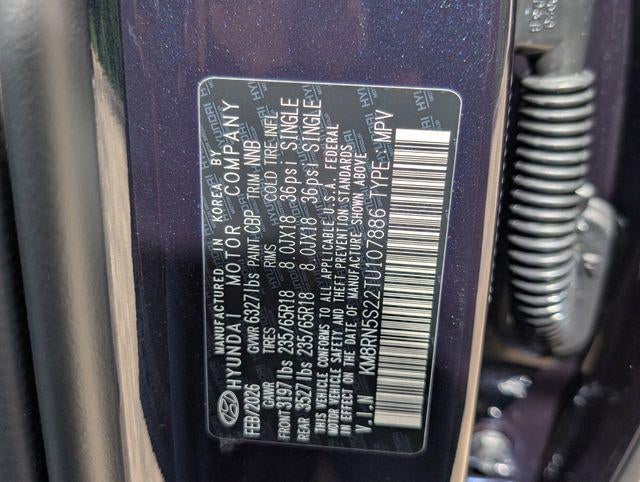 MANUFACTURED IN KOREA BY
HYUNDAI MOTOR COMPANY
FEB/2026 GVWR 6327lbs PAINT CBP TRIM NNB
GAWR TIRES RIMS COLD TIRE INFL
FRONT 3197lbs 235/65R18 8.0JX18 36psi SINGLE
REAR 3527lbs 235/65R18 8.0JX18 36psi SINGLE
THIS VEHICLE CONFORMS TO ALL APPLICABLE U.S.A. FEDERAL
MOTOR VEHICLE SAFETY AND THEFT PREVENTION STANDARDS
IN EFFECT ON THE DATE OF MANUFACTURE SHOWN ABOVE
V.I.N KM8RN5S22TU107886 TYPE MPV